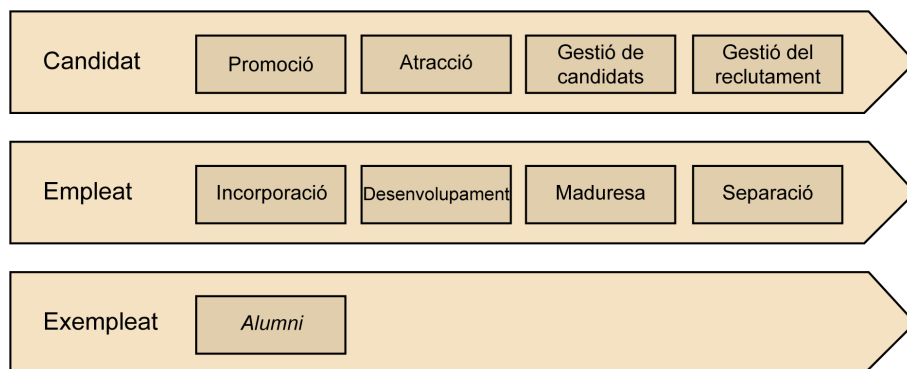 Candidat
Promoció
Atracció
Gestió de
candidats
Gestió del
reclutament
Empleat
Incorporació
Desenvolupament
Maduresa
Separació
Exempleat
Alumni